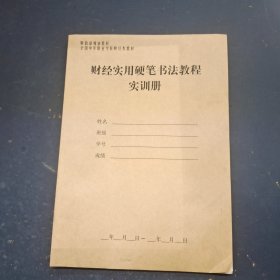 财经实用硬笔书法教程
实训册
姓名
班级
学号
成绩
年 月 日— 年 月 日